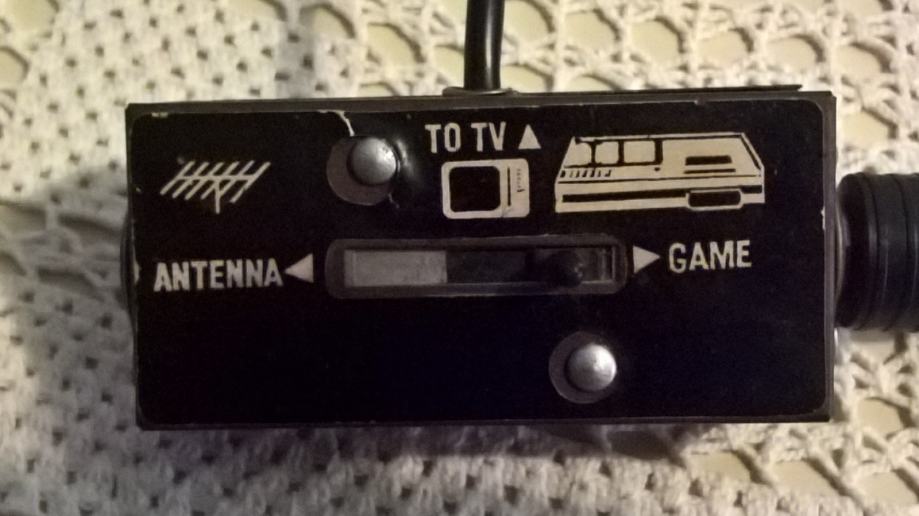 TO TV ▲
ANTENNA ◀
▶ GAME